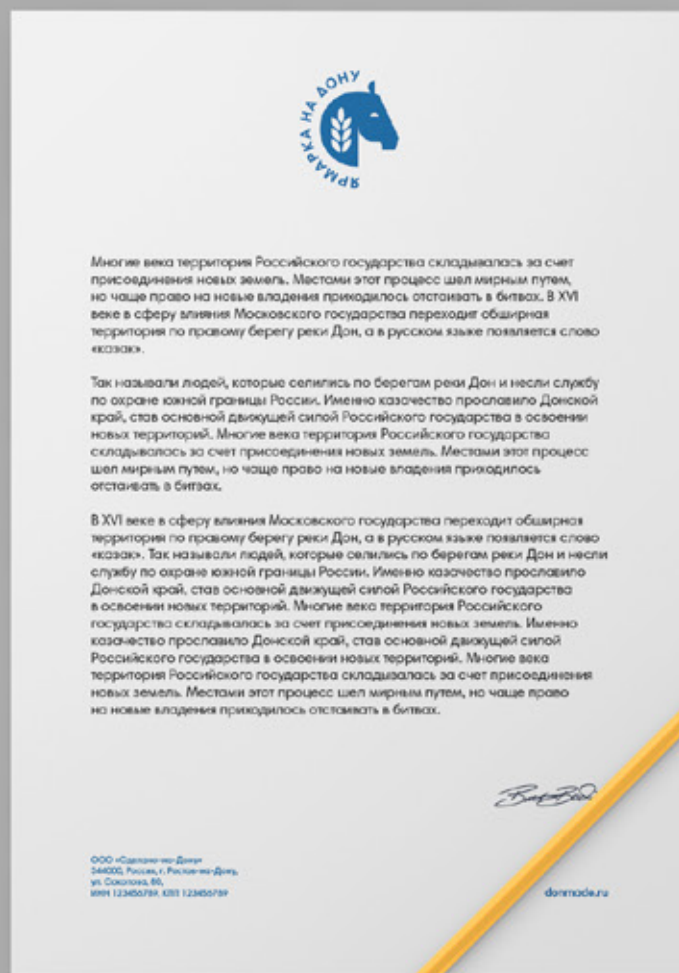 ЯРМАРКА НА ДОНУ
Многие века территория Российского государства складывалась за счет
присоединения новых земель. Местами этот процесс шел мирным путем,
но чаще право на новые владения приходилось отстаивать в битвах. В XVI
веке в сферу влияния Московского государства переходит обширная
территория по правому берегу реки Дон, а в русском языке появляется слово
«казак».
Так называли людей, которые селились по берегам реки Дон и несли службу
по охране южной границы России. Именно казачество прославило Донской
край, став основной движущей силой Российского государства в освоении
новых территорий. Многие века территория Российского государства
складывалась за счет присоединения новых земель. Местами этот процесс
шел мирным путем, но чаще право на новые владения приходилось
отстаивать в битвах.
В XVI веке в сферу влияния Московского государства переходит обширная
территория по правому берегу реки Дон, а в русском языке появляется слово
«казак». Так называли людей, которые селились по берегам реки Дон и несли
службу по охране южной границы России. Именно казачество прославило
Донской край, став основной движущей силой Российского государства
в освоении новых территорий. Многие века территория Российского
государства складывалась за счет присоединения новых земель. Именно
казачество прославило Донской край, став основной движущей силой
Российского государства в освоении новых территорий. Многие века
территория Российского государства складывалась за счет присоединения
новых земель. Местами этот процесс шел мирным путем, но чаще право
на новые владения приходилось отстаивать в битвах.
ООО «Сделано-на-Дону»
344000, Россия, г. Ростов-на-Дону,
ул. Соколова, 80,
ИНН 123456789, КПП 123456789
donmade.ru